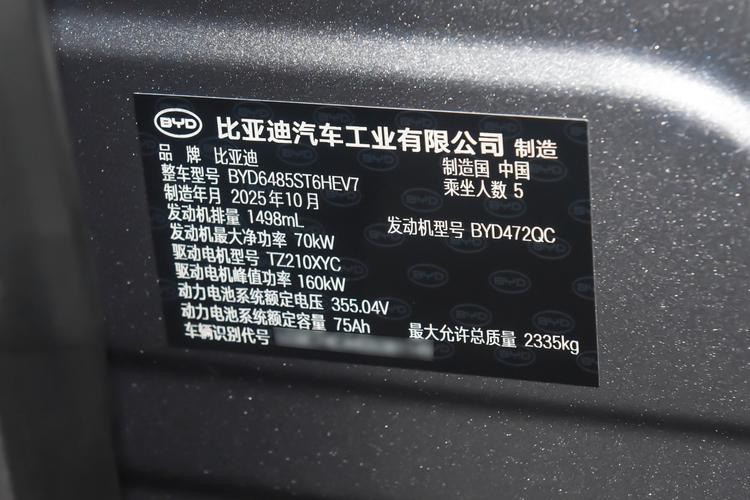 BYD 比亚迪汽车工业有限公司 制造
品 牌 比亚迪 制造国 中国
整车型号 BYD6485ST6HEV7 乘坐人数 5
制造年月 2025年10月
发动机排量 1498mL 发动机型号 BYD472QC
发动机最大净功率 70kW
驱动电机型号 TZ210XYC
驱动电机峰值功率 160kW
动力电池系统额定电压 355.04V
动力电池系统额定容量 75Ah 最大允许总质量 2335kg
车辆识别代号